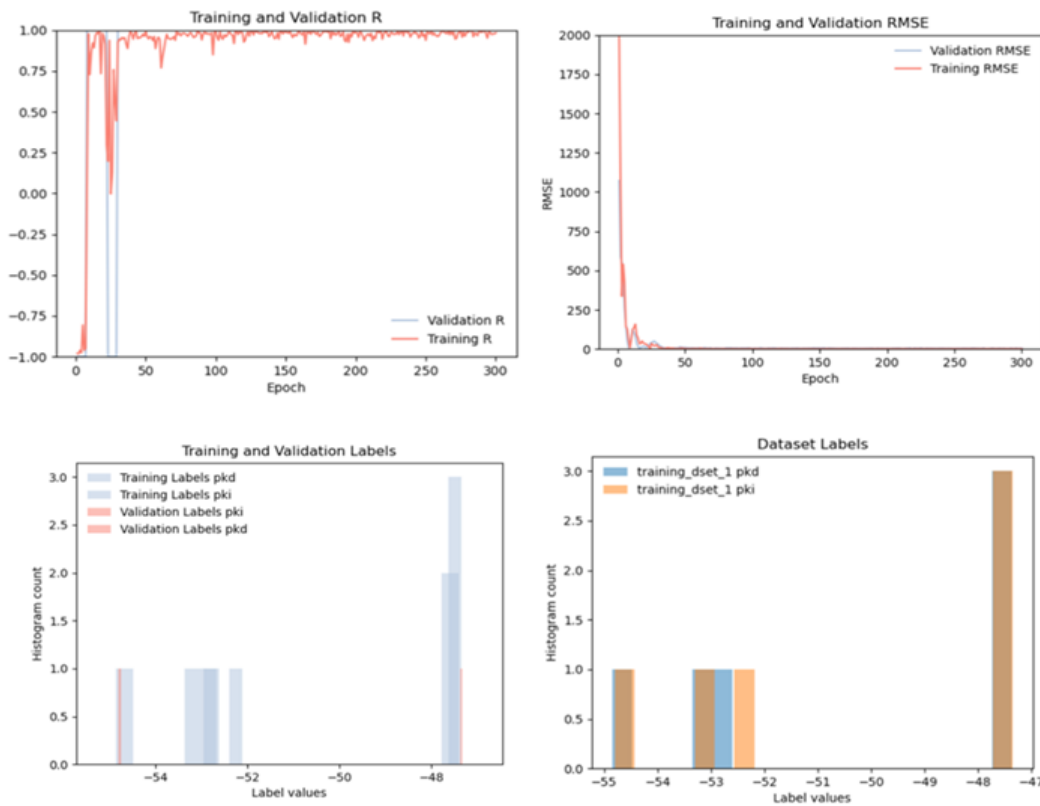 Training and Validation R
1.00
0.75
0.50
0.25
0.00
−0.25
−0.50
−0.75
−1.00
Validation R
Training R
0 50 100 150 200 250 300
Epoch
Training and Validation RMSE
2000
1750
1500
1250
1000
750
500
250
0
RMSE
Validation RMSE
Training RMSE
0 50 100 150 200 250 300
Epoch
Training and Validation Labels
3.0
2.5
2.0
1.5
1.0
0.5
0.0
Histogram count
Training Labels pkd
Training Labels pki
Validation Labels pki
Validation Labels pkd
−54 −52 −50 −48
Label values
Dataset Labels
3.0
2.5
2.0
1.5
1.0
0.5
0.0
Histogram count
training_dset_1 pkd
training_dset_1 pki
−55 −54 −53 −52 −51 −50 −49 −48 −47
Label values